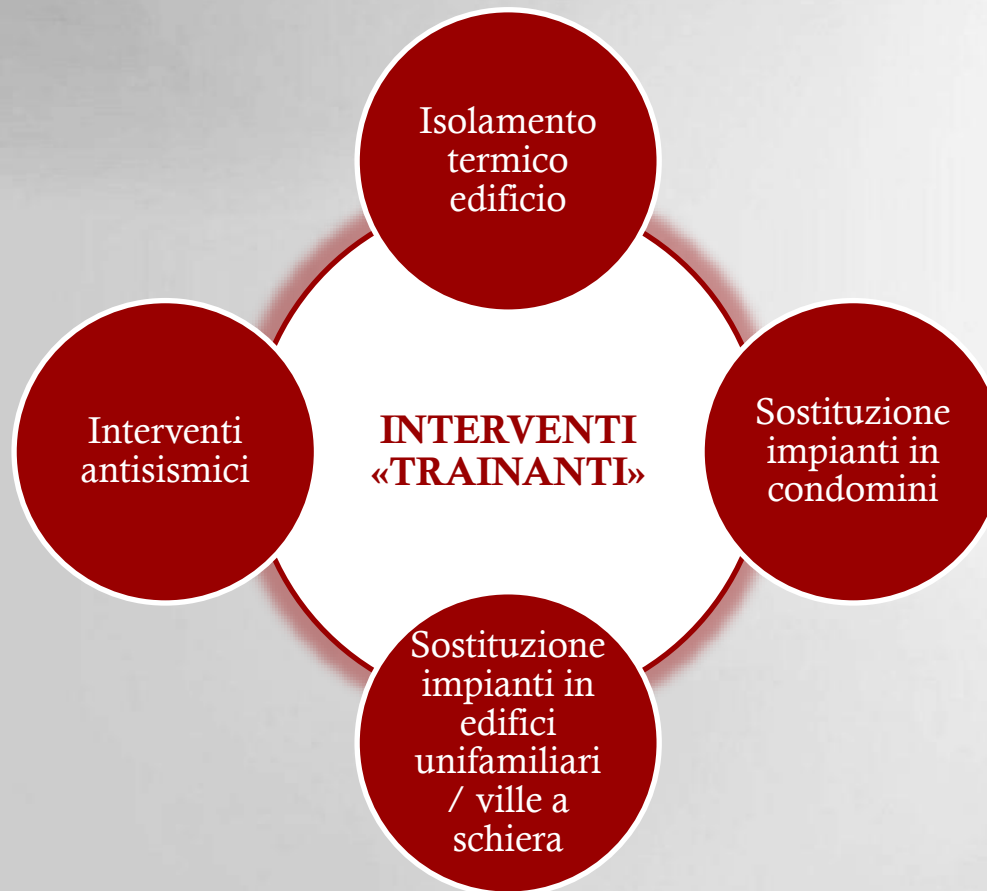 Isolamento
termico
edificio
Interventi
antisismici
INTERVENTI
«TRAINANTI»
Sostituzione
impianti in
condomini
Sostituzione
impianti in
edifici
unifamiliari
/ ville a
schiera